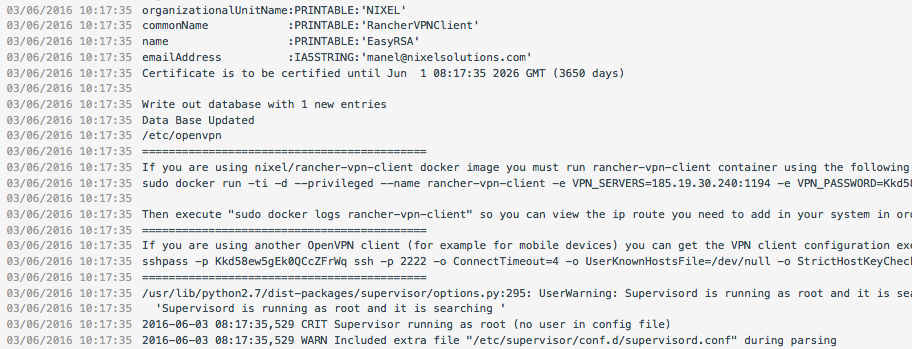 03/06/2016 10:17:35 organizationalUnitName:PRINTABLE:'NIXEL'
03/06/2016 10:17:35 commonName            :PRINTABLE:'RancherVPNClient'
03/06/2016 10:17:35 name                  :PRINTABLE:'EasyRSA'
03/06/2016 10:17:35 emailAddress          :IA5STRING:'manel@nixelsolutions.com'
03/06/2016 10:17:35 Certificate is to be certified until Jun  1 08:17:35 2026 GMT (3650 days)
03/06/2016 10:17:35
03/06/2016 10:17:35 Write out database with 1 new entries
03/06/2016 10:17:35 Data Base Updated
03/06/2016 10:17:35 /etc/openvpn
03/06/2016 10:17:35 ===========================================
03/06/2016 10:17:35 If you are using nixel/rancher-vpn-client docker image you must run rancher-vpn-client container using the following
03/06/2016 10:17:35 sudo docker run -ti -d --privileged --name rancher-vpn-client -e VPN_SERVERS=185.19.30.240:1194 -e VPN_PASSWORD=Kkd58
03/06/2016 10:17:35
03/06/2016 10:17:35 Then execute "sudo docker logs rancher-vpn-client" so you can view the ip route you need to add in your system in ord
03/06/2016 10:17:35 ===========================================
03/06/2016 10:17:35 If you are using another OpenVPN client (for example for mobile devices) you can get the VPN client configuration exe
03/06/2016 10:17:35 sshpass -p Kkd58ew5gEk0QCcZFrWq ssh -p 2222 -o ConnectTimeout=4 -o UserKnownHostsFile=/dev/null -o StrictHostKeyCheck
03/06/2016 10:17:35 ===========================================
03/06/2016 10:17:35 /usr/lib/python2.7/dist-packages/supervisor/options.py:295: UserWarning: Supervisord is running as root and it is sea
03/06/2016 10:17:35   'Supervisord is running as root and it is searching '
03/06/2016 10:17:35 2016-06-03 08:17:35,529 CRIT Supervisor running as root (no user in config file)
03/06/2016 10:17:35 2016-06-03 08:17:35,529 WARN Included extra file "/etc/supervisor/conf.d/supervisord.conf" during parsing